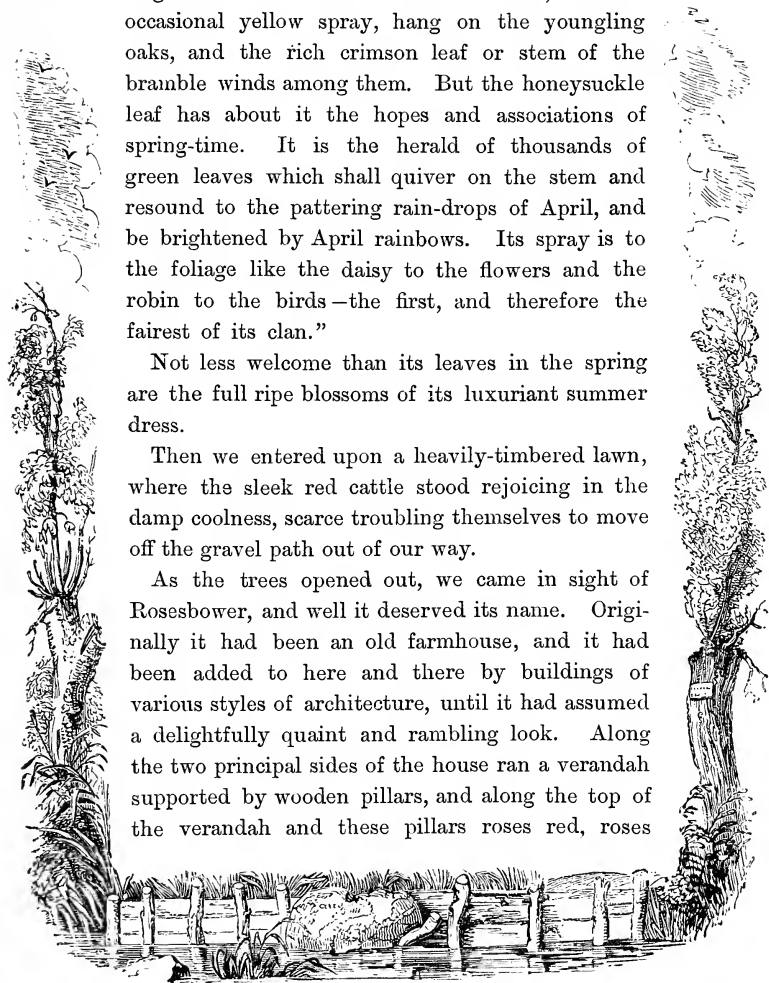 occasional yellow spray, hang on the youngling
oaks, and the rich crimson leaf or stem of the
bramble winds among them. But the honeysuckle
leaf has about it the hopes and associations of
spring-time. It is the herald of thousands of
green leaves which shall quiver on the stem and
resound to the pattering rain-drops of April, and
be brightened by April rainbows. Its spray is to
the foliage like the daisy to the flowers and the
robin to the birds—the first, and therefore the
fairest of its clan.”
Not less welcome than its leaves in the spring
are the full ripe blossoms of its luxuriant summer
dress.
Then we entered upon a heavily-timbered lawn,
where the sleek red cattle stood rejoicing in the
damp coolness, scarce troubling themselves to move
off the gravel path out of our way.
As the trees opened out, we came in sight of
Rosesbower, and well it deserved its name. Origi-
nally it had been an old farmhouse, and it had
been added to here and there by buildings of
various styles of architecture, until it had assumed
a delightfully quaint and rambling look. Along
the two principal sides of the house ran a verandah
supported by wooden pillars, and along the top of
the verandah and these pillars roses red, roses